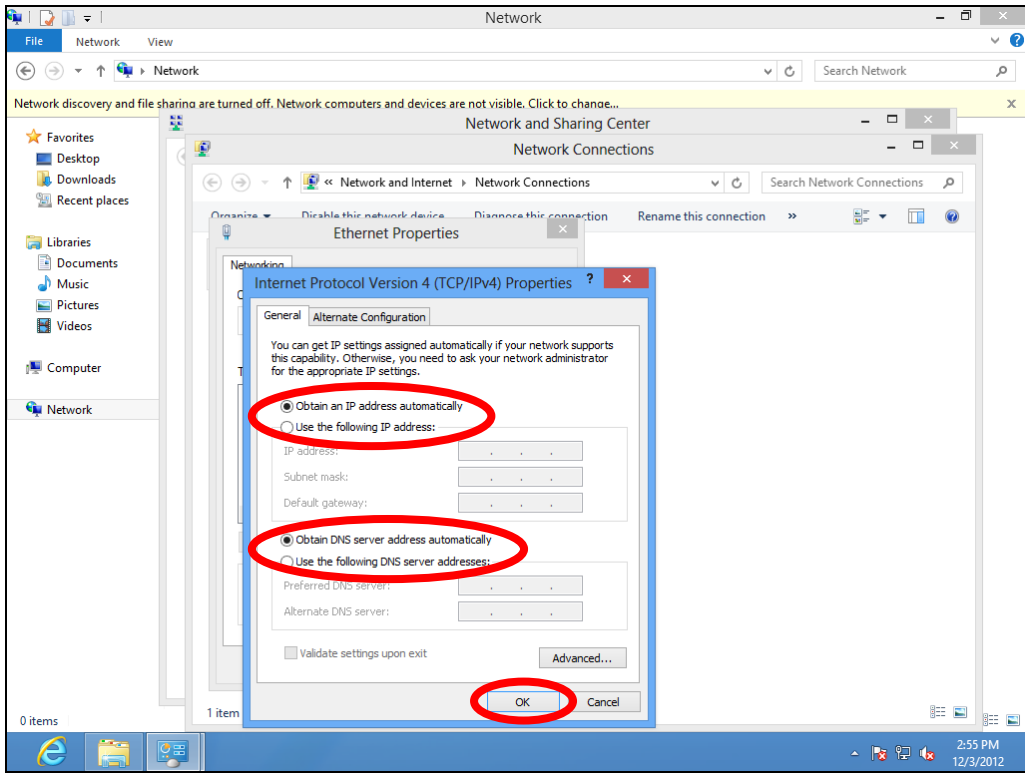 Network
File Network View
Network
Search Network
Network discovery and file sharing are turned off. Network computers and devices are not visible. Click to change...
Favorites
Desktop
Downloads
Recent places
Libraries
Documents
Music
Pictures
Videos
Computer
Network
0 items
Network and Sharing Center
Network Connections
« Network and Internet Network Connections
Search Network Connections
Organize Disable this network device Diagnose this connection Rename this connection »
Ethernet Properties
Networking
Internet Protocol Version 4 (TCP/IPv4) Properties ?
General Alternate Configuration
You can get IP settings assigned automatically if your network supports
this capability. Otherwise, you need to ask your network administrator
for the appropriate IP settings.
Obtain an IP address automatically
Use the following IP address:
IP address:
Subnet mask:
Default gateway:
Obtain DNS server address automatically
Use the following DNS server addresses:
Preferred DNS server:
Alternate DNS server:
Validate settings upon exit
Advanced...
OK Cancel
1 item
2:55 PM
12/3/2012